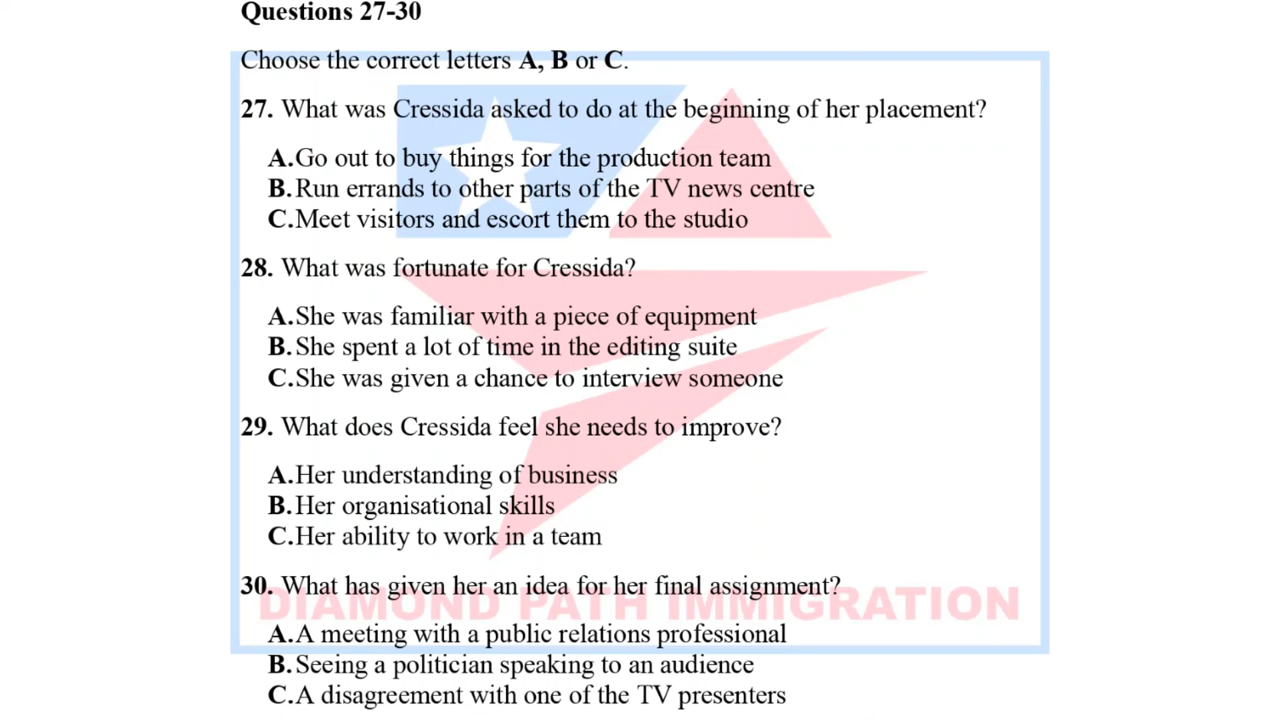 Questions 27-30
Choose the correct letters A, B or C.
27. What was Cressida asked to do at the beginning of her placement?
A.Go out to buy things for the production team
B.Run errands to other parts of the TV news centre
C.Meet visitors and escort them to the studio
28. What was fortunate for Cressida?
A.She was familiar with a piece of equipment
B.She spent a lot of time in the editing suite
C.She was given a chance to interview someone
29. What does Cressida feel she needs to improve?
A.Her understanding of business
B.Her organisational skills
C.Her ability to work in a team
30. What has given her an idea for her final assignment?
DIAMOND PATH IMMIGRATION
A.A meeting with a public relations professional
B.Seeing a politician speaking to an audience
C.A disagreement with one of the TV presenters